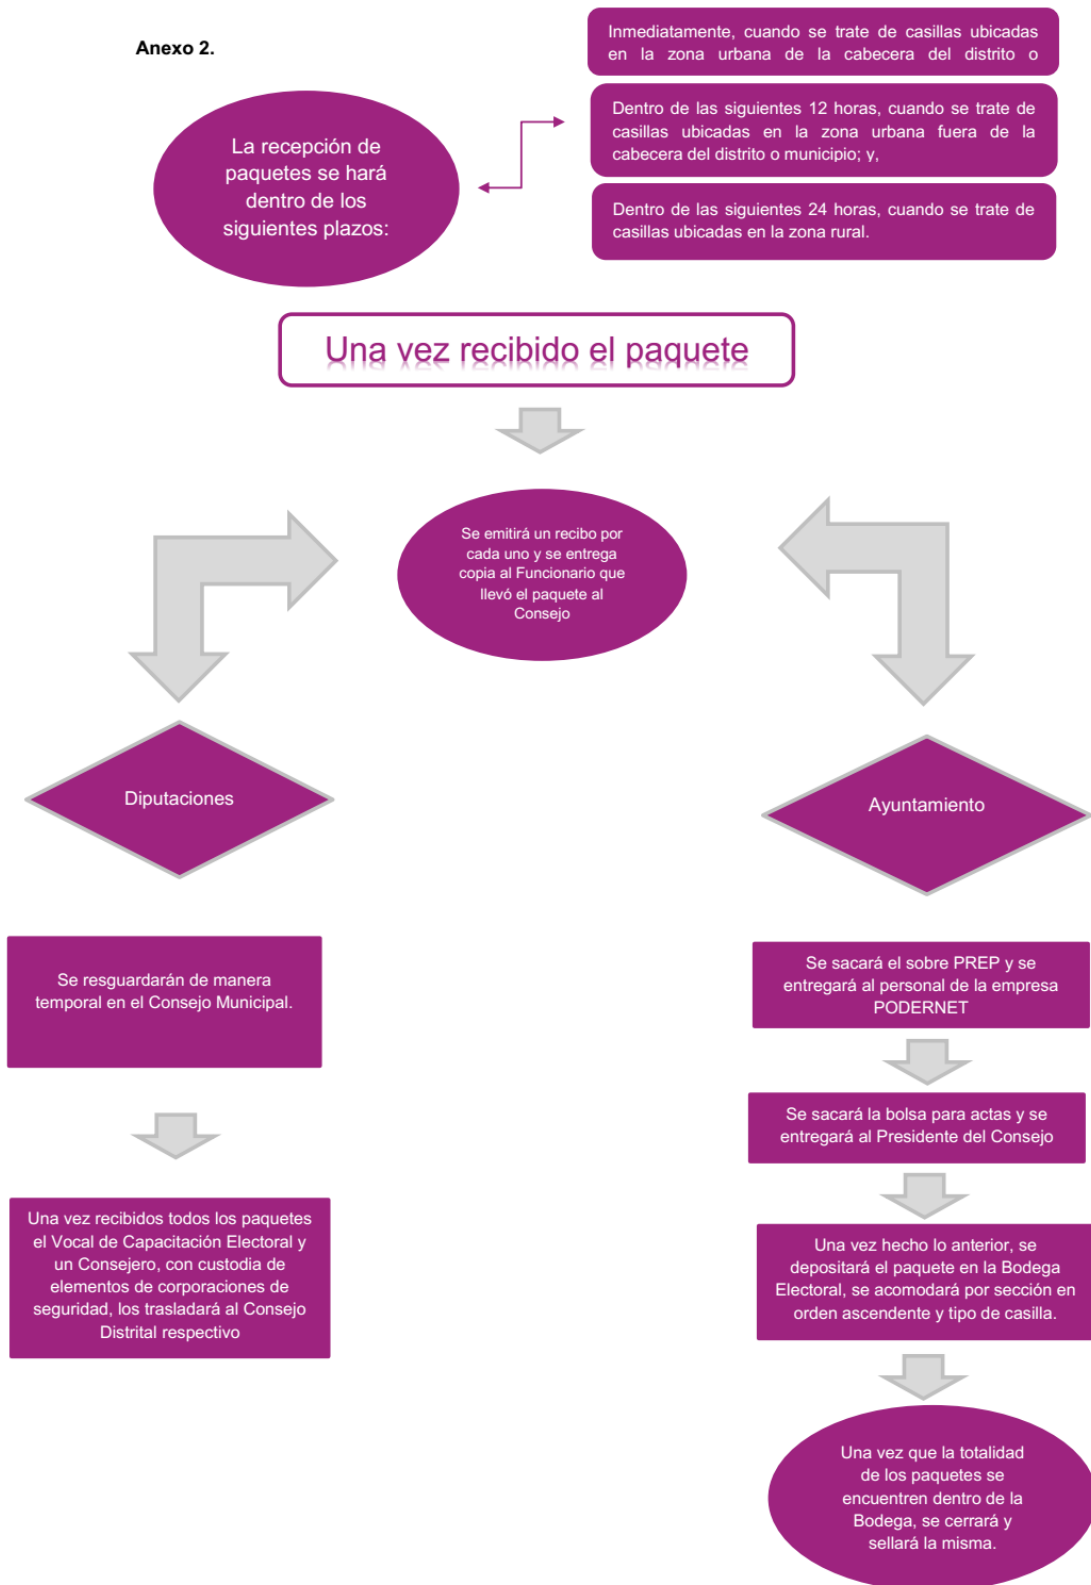 Anexo 2.
Inmediatamente, cuando se trate de casillas ubicadas
en la zona urbana de la cabecera del distrito o
La recepción de
paquetes se hará
dentro de los
siguientes plazos:
Dentro de las siguientes 12 horas, cuando se trate de
casillas ubicadas en la zona urbana fuera de la
cabecera del distrito o municipio; y,
Dentro de las siguientes 24 horas, cuando se trate de
casillas ubicadas en la zona rural.
Una vez recibido el paquete
Se emitirá un recibo por
cada uno y se entrega
copia al Funcionario que
llevó el paquete al
Consejo
Diputaciones
Se resguardarán de manera
temporal en el Consejo Municipal.
Una vez recibidos todos los paquetes
el Vocal de Capacitación Electoral y
un Consejero, con custodia de
elementos de corporaciones de
seguridad, los trasladará al Consejo
Distrital respectivo
Ayuntamiento
Se sacará el sobre PREP y se
entregará al personal de la empresa
PODERNET
Se sacará la bolsa para actas y se
entregará al Presidente del Consejo
Una vez hecho lo anterior, se
depositará el paquete en la Bodega
Electoral, se acomodará por sección en
orden ascendente y tipo de casilla.
Una vez que la totalidad
de los paquetes se
encuentren dentro de la
Bodega, se cerrará y
sellará la misma.